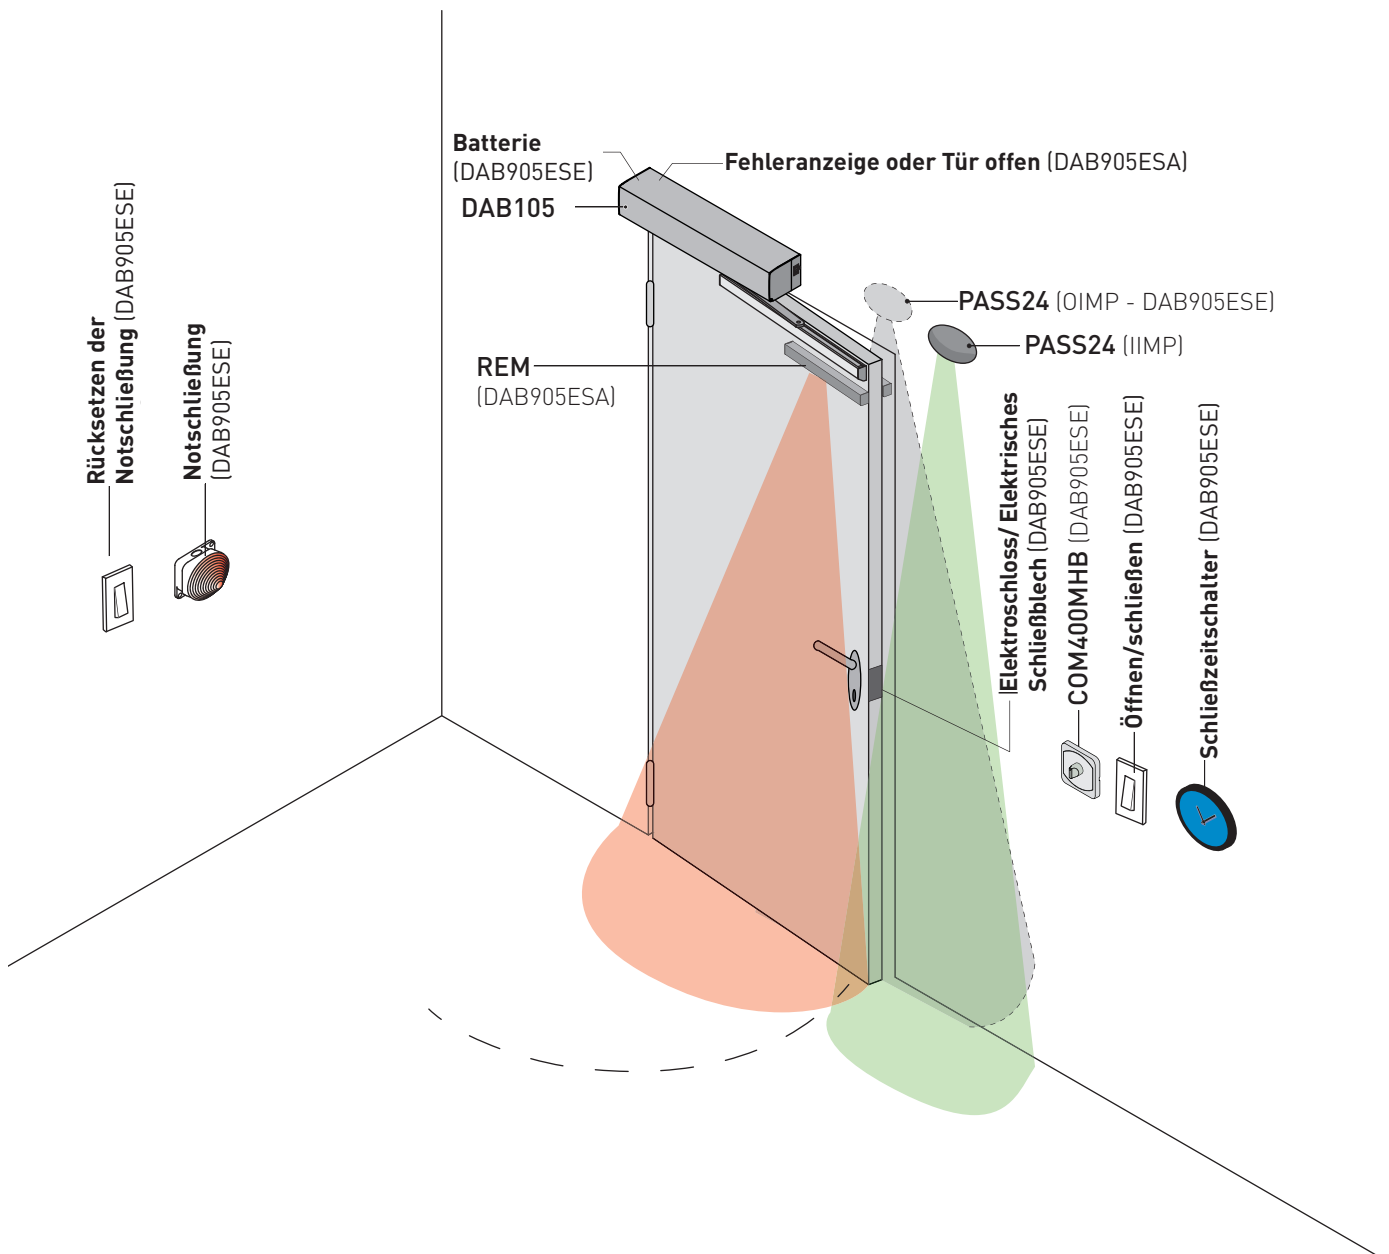 Batterie
(DAB905ESE)
Fehleranzeige oder Tür offen (DAB905ESA)
DAB105
Rücksetzen der
Notschließung (DAB905ESE)
Notschließung
(DAB905ESE)
PASS24 (OIMP - DAB905ESE)
PASS24 (IIMP)
REM
(DAB905ESA)
Elektroschloss/ Elektrisches
Schließblech (DAB905ESE)
COM400MHB (DAB905ESE)
Öffnen/schließen (DAB905ESE)
Schließzeitschalter (DAB905ESE)